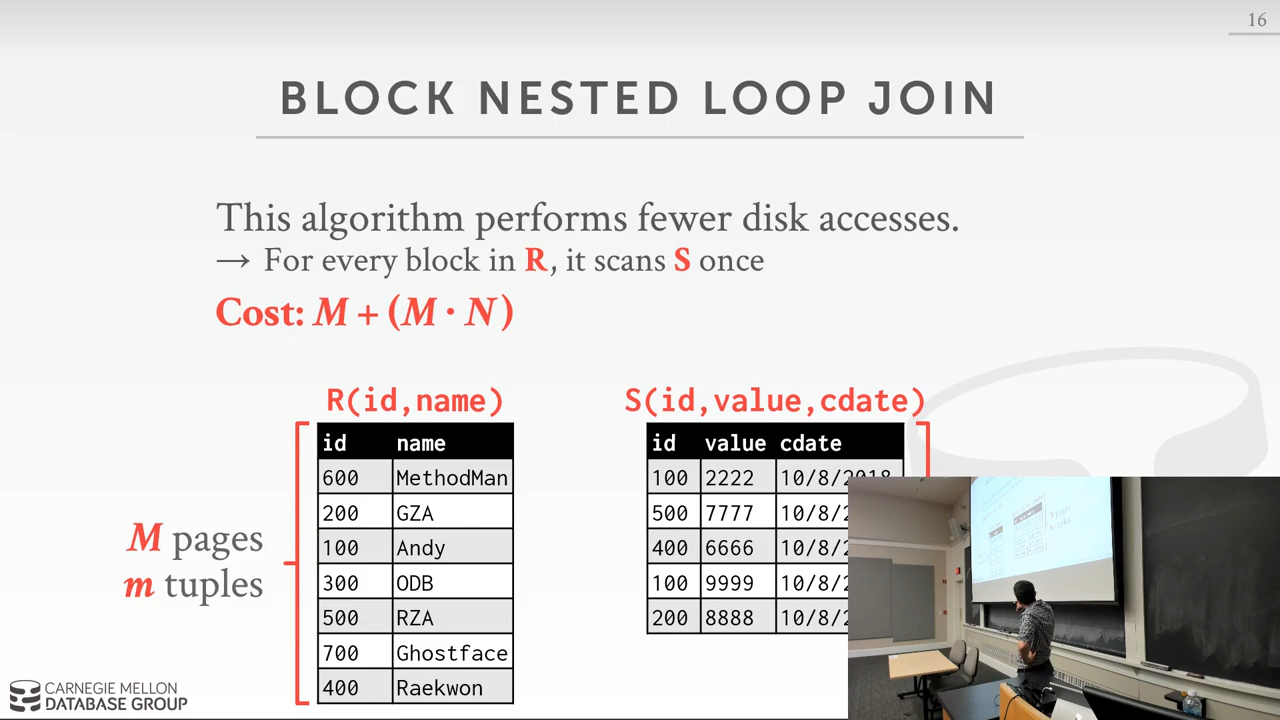 16
BLOCK NESTED LOOP JOIN
This algorithm performs fewer disk accesses.
→ For every block in R, it scans S once
Cost: M + (M · N)
R(id,name)
id name
600 MethodMan
200 GZA
100 Andy
300 ODB
500 RZA
700 Ghostface
400 Raekwon
M pages
m tuples
S(id,value,cdate)
id value cdate
100 2222 10/8/2018
500 7777 10/8/2
400 6666 10/8/2
100 9999 10/8/2
200 8888 10/8/2
N pages
n tuples
CARNEGIE MELLON
DATABASE GROUP